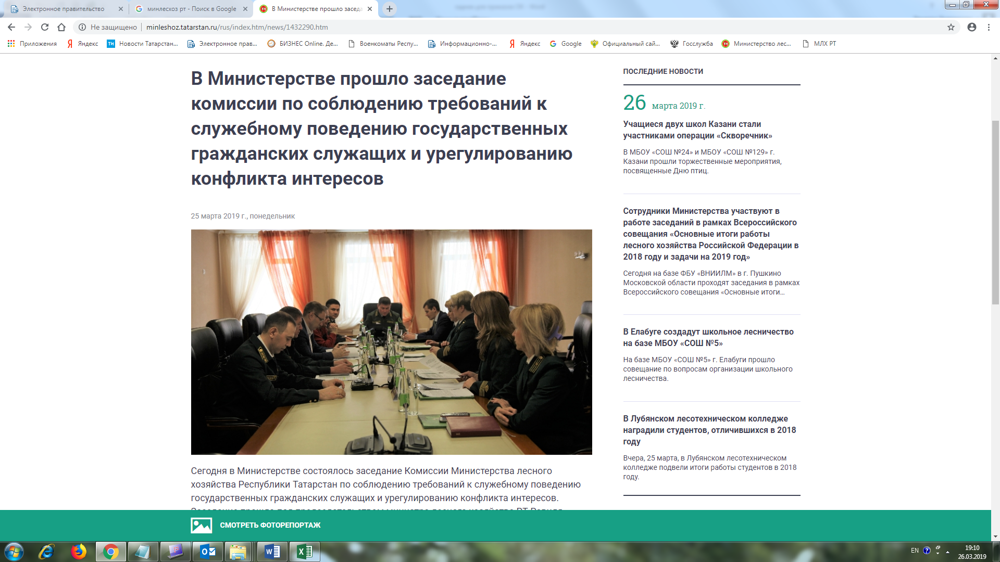 Электронное правительство
минлесхоз рт - Поиск в Google
В Министерстве прошло заседа
Не защищено
minleshoz.tatarstan.ru/rus/index.htm/news/1432290.htm
Приложения
Яндекс
Новости Татарстан...
Электронное прав...
БИЗНЕС Online. Де...
Военкоматы Респу...
Информационно-...
Яндекс
Google
Официальный сай...
Госслужба
Министерство лес...
МЛХ РТ
В Министерстве прошло заседание
комиссии по соблюдению требований к
служебному поведению государственных
гражданских служащих и урегулированию
конфликта интересов
25 марта 2019 г., понедельник
Сегодня в Министерстве состоялось заседание Комиссии Министерства лесного
хозяйства Республики Татарстан по соблюдению требований к служебному поведению
государственных гражданских служащих и урегулированию конфликта интересов.
СМОТРЕТЬ ФОТОРЕПОРТАЖ
ПОСЛЕДНИЕ НОВОСТИ
26 марта 2019 г.
Учащиеся двух школ Казани стали
участниками операции «Скворечник»
В МБОУ «СОШ №24» и МБОУ «СОШ №129» г.
Казани прошли торжественные мероприятия,
посвященные Дню птиц.
Сотрудники Министерства участвуют в
работе заседаний в рамках Всероссийского
совещания «Основные итоги работы
лесного хозяйства Российской Федерации в
2018 году и задачи на 2019 год»
Сегодня на базе ФБУ «ВНИИЛМ» в г. Пушкино
Московской области проходят заседания в рамках
Всероссийского совещания «Основные итоги...
В Елабуге создадут школьное лесничество
на базе МБОУ «СОШ №5»
На базе МБОУ «СОШ №5» г. Елабуги прошло
совещание по вопросам организации школьного
лесничества.
В Лубянском лесотехническом колледже
наградили студентов, отличившихся в 2018
году
Вчера, 25 марта, в Лубянском лесотехническом
колледже подвели итоги работы студентов в 2018
году.
EN
19:10
26.03.2019